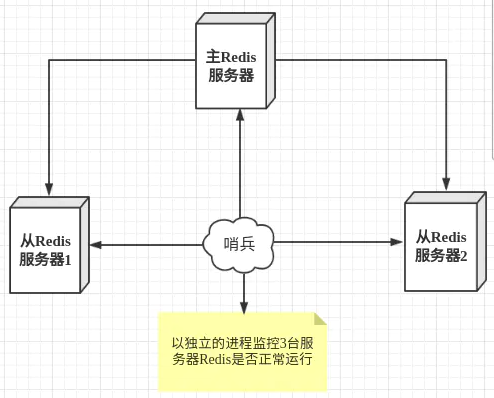 主Redis
服务器
从Redis
服务器1
哨兵
从Redis
服务器2
以独立的进程监控3台服
务器Redis是否正常运行